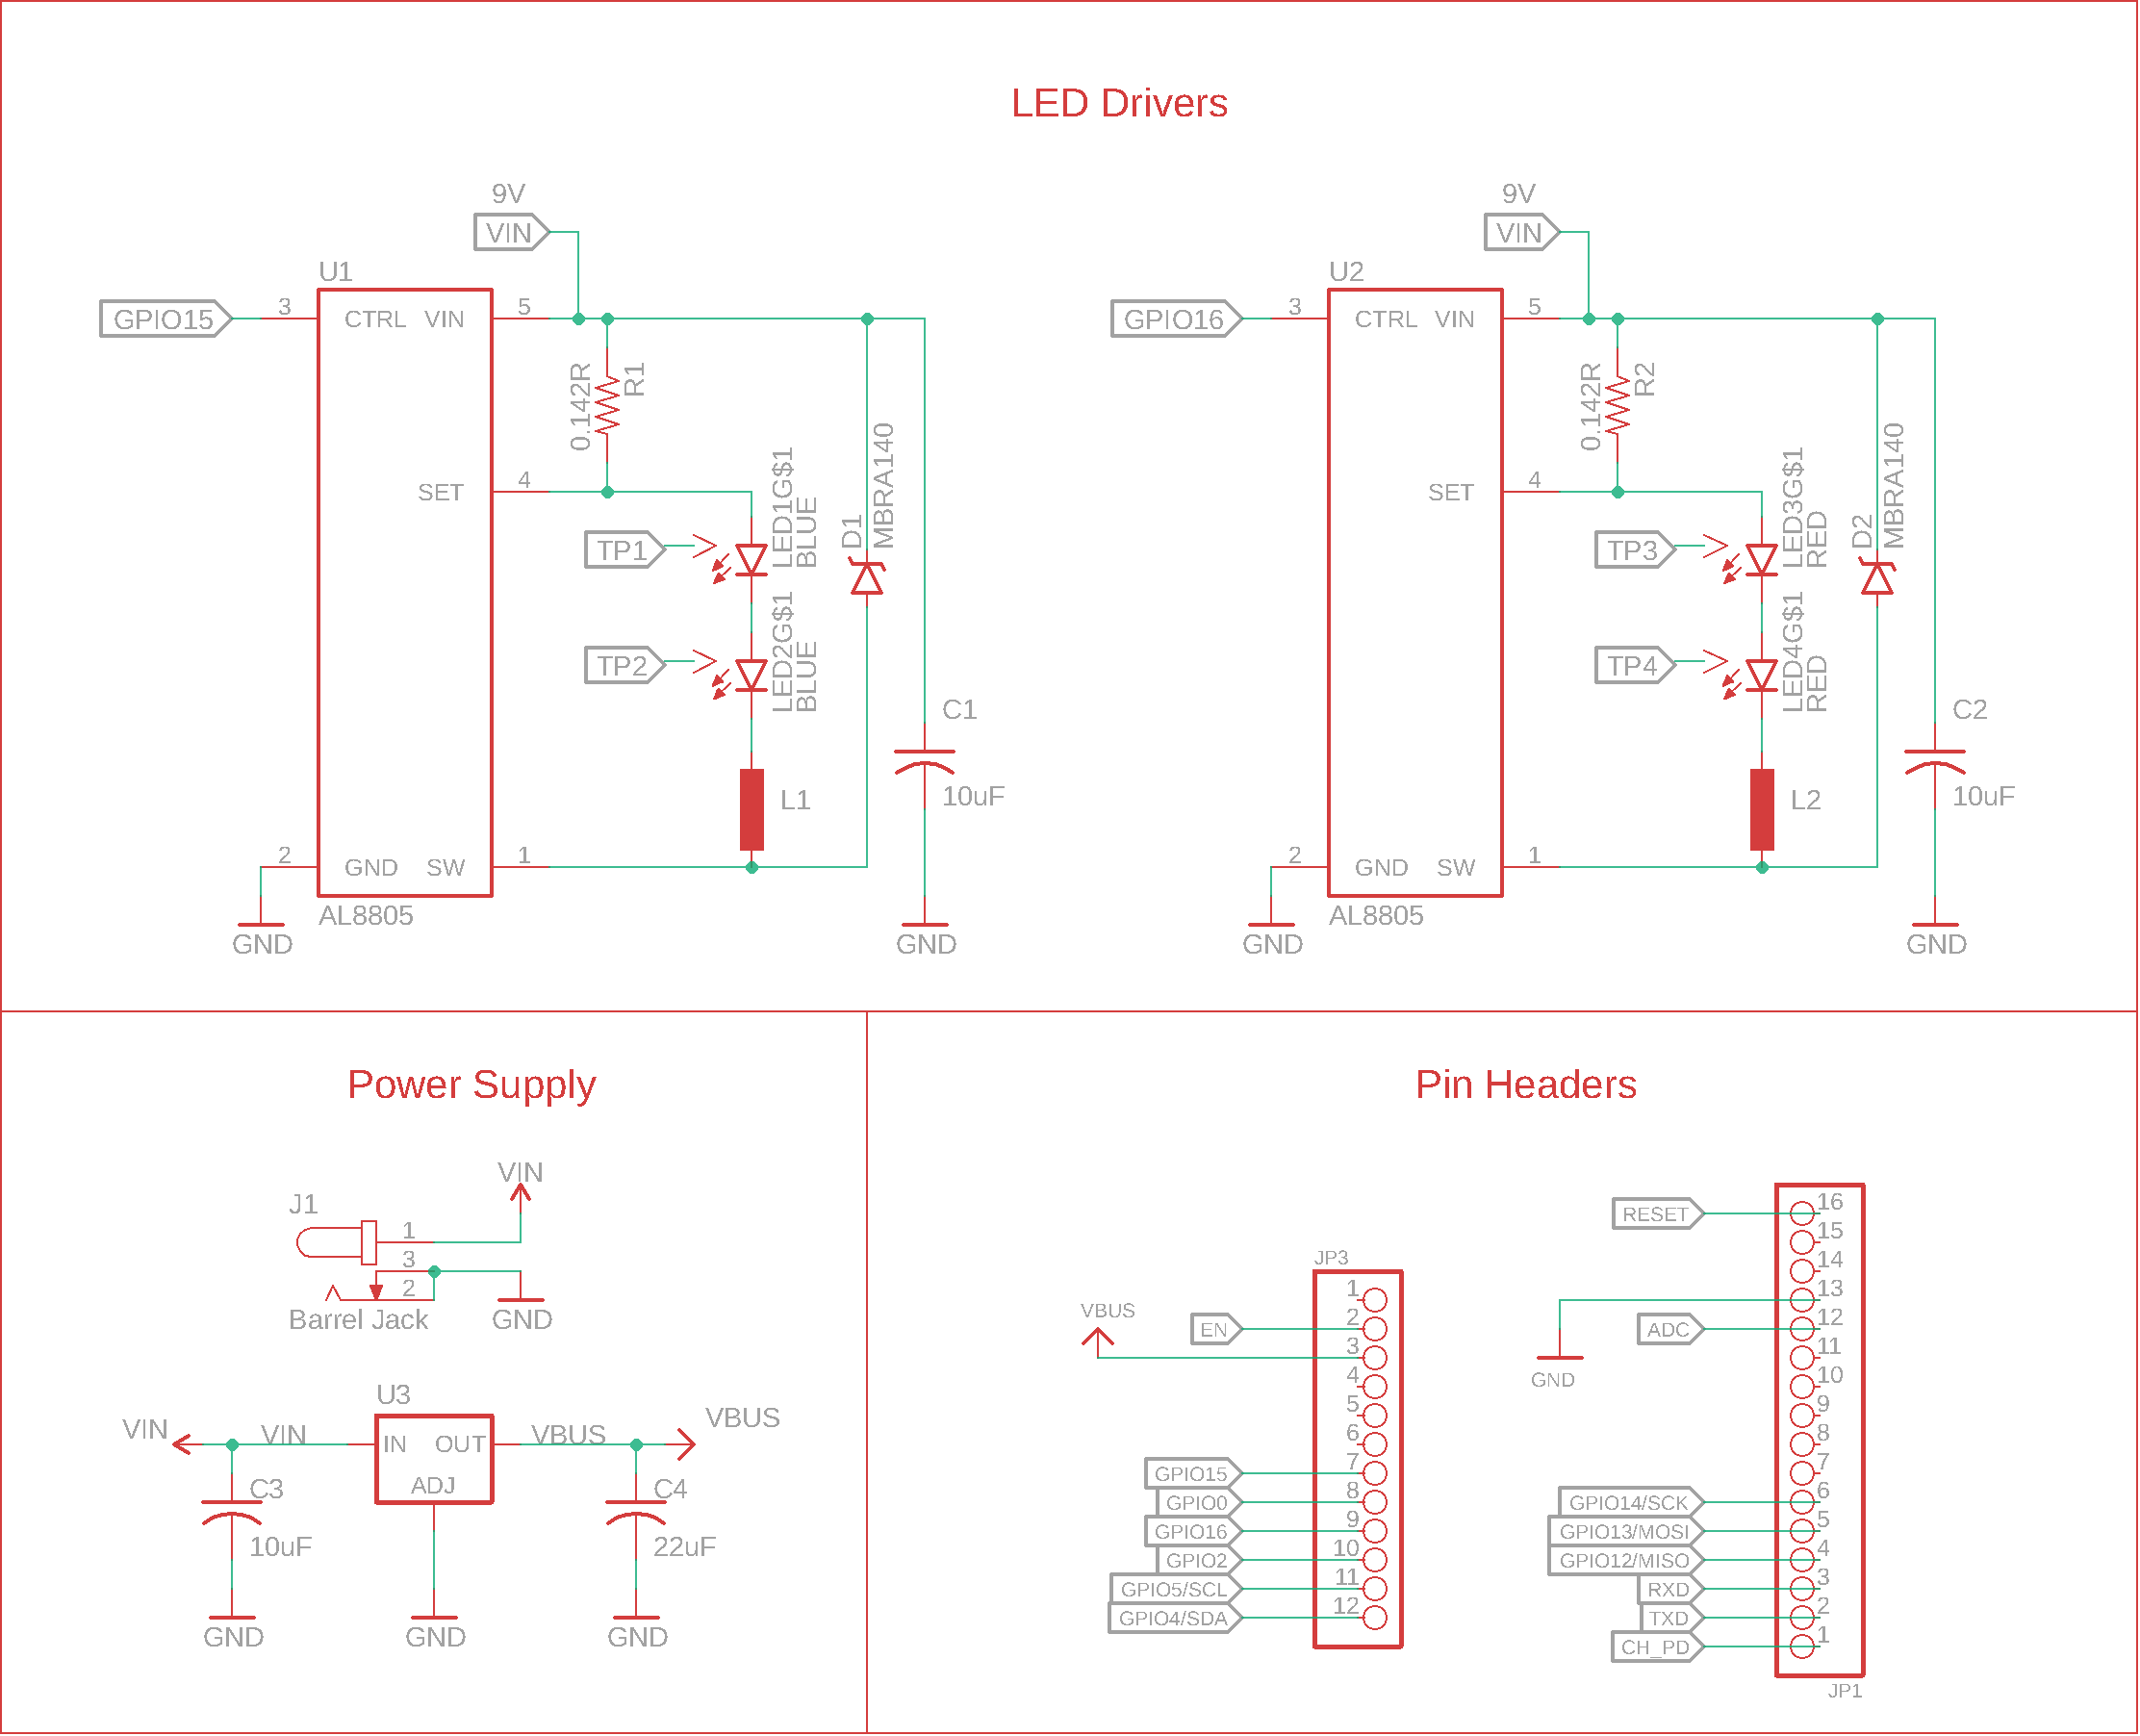 LED Drivers
9V
VIN
U1
GPIO15
3
CTRL
VIN
5
0.142R
R1
SET
4
TP1
LED1G$1
BLUE
D1
MBRA140
TP2
LED2G$1
BLUE
C1
10uF
L1
2
GND
SW
1
AL8805
GND
GND
9V
VIN
U2
GPIO16
3
CTRL
VIN
5
0.142R
R2
SET
4
TP3
LED3G$1
RED
D2
MBRA140
TP4
LED4G$1
RED
C2
10uF
L2
2
GND
SW
1
AL8805
GND
GND
Power Supply
VIN
J1
1
3
2
Barrel Jack
GND
U3
VIN
VIN
IN
OUT
ADJ
VBUS
VBUS
C3
10uF
C4
22uF
GND
GND
GND
Pin Headers
JP3
VBUS
1
EN
2
3
4
5
6
GPIO15
7
GPIO0
8
GPIO16
9
GPIO2
10
GPIO5/SCL
11
GPIO4/SDA
12
RESET
16
15
14
13
ADC
12
GND
11
10
9
8
7
GPIO14/SCK
6
GPIO13/MOSI
5
GPIO12/MISO
4
RXD
3
TXD
2
CH_PD
1
JP1